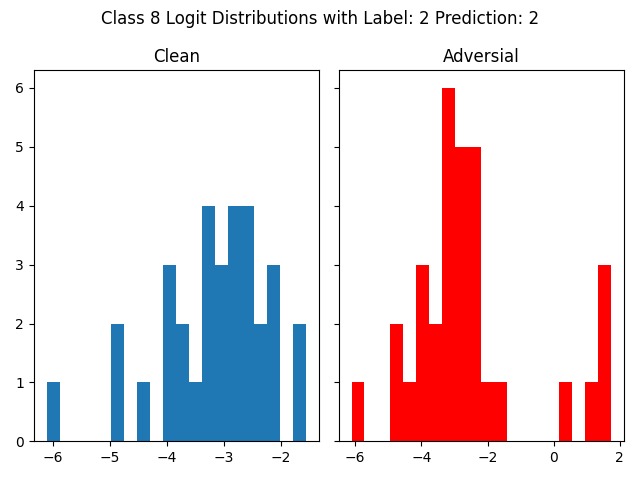 Class 8 Logit Distributions with Label: 2 Prediction: 2
Clean
Adversial
6
5
4
3
2
1
0
−6 −5 −4 −3 −2
−6 −4 −2 0 2